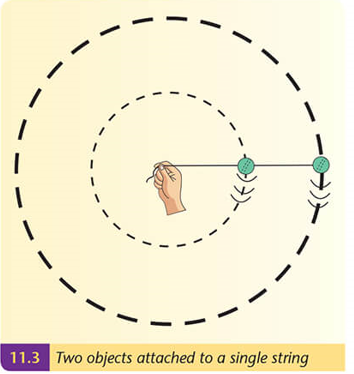 11.3 Two objects attached to a single string